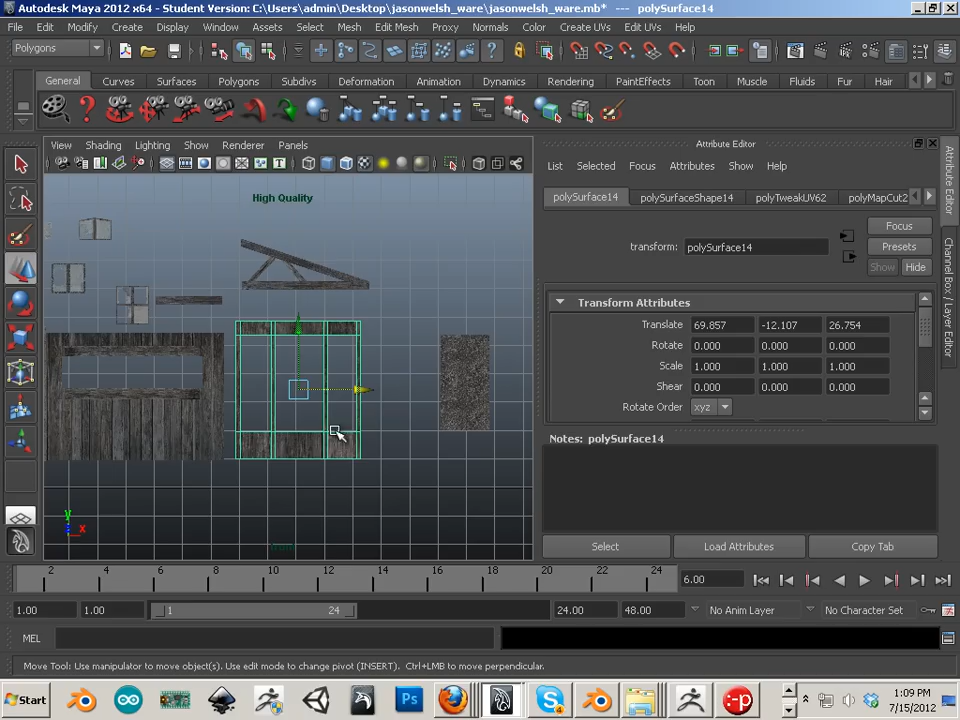 Autodesk Maya 2012 x64 - Student Version: C:\Users\admin\Desktop\jasonwelsh_ware\jasonwelsh_ware.mb* --- polySurface14
File Edit Modify Create Display Window Assets Select Mesh Edit Mesh Proxy Normals Color Create UVs Edit UVs Help
Polygons
General Curves Surfaces Polygons Subdivs Deformation Animation Dynamics Rendering PaintEffects Toon Muscle Fluids Fur Hair
View Shading Lighting Show Renderer Panels
High Quality
y
x
Attribute Editor
List Selected Focus Attributes Show Help
polySurface14 polySurfaceShape14 polyTweakUV62 polyMapCut2
transform: polySurface14
Focus
Presets
Show Hide
Transform Attributes
Translate 69.857 -12.107 26.754
Rotate 0.000 0.000 0.000
Scale 1.000 1.000 1.000
Shear 0.000 0.000 0.000
Rotate Order xyz
Notes: polySurface14
Select Load Attributes Copy Tab
Attribute Editor
Channel Box / Layer Editor
2 4 6 8 10 12 14 16 18 20 22 24
6.00
1.00 1.00 1 24 24.00 48.00 No Anim Layer No Character Set
MEL
Move Tool: Use manipulator to move object(s). Use edit mode to change pivot (INSERT). Ctrl+LMB to move perpendicular.
Start
Ps
S
:p
1:09 PM
7/15/2012